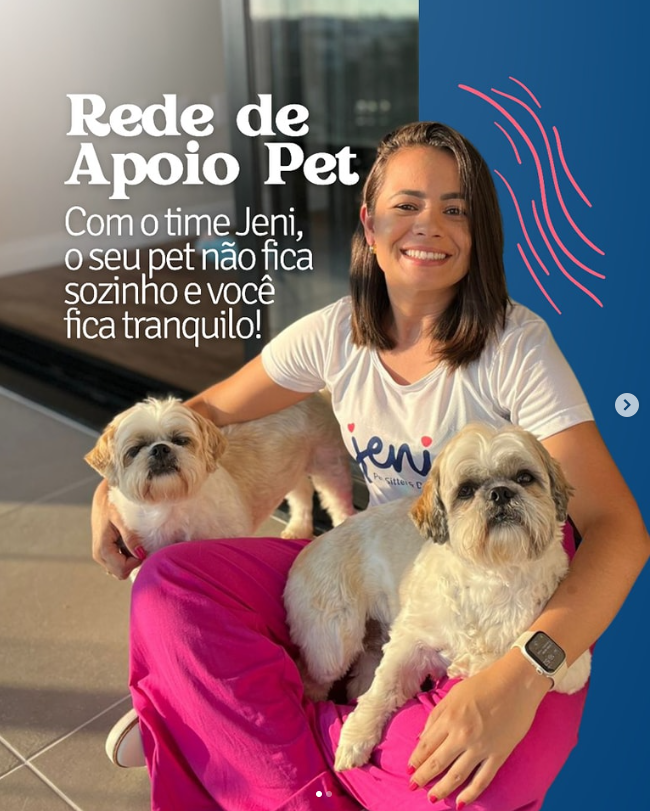 Rede de
Apoio Pet
Com o time Jeni,
o seu pet não fica
sozinho e você
fica tranquilo!
jeni